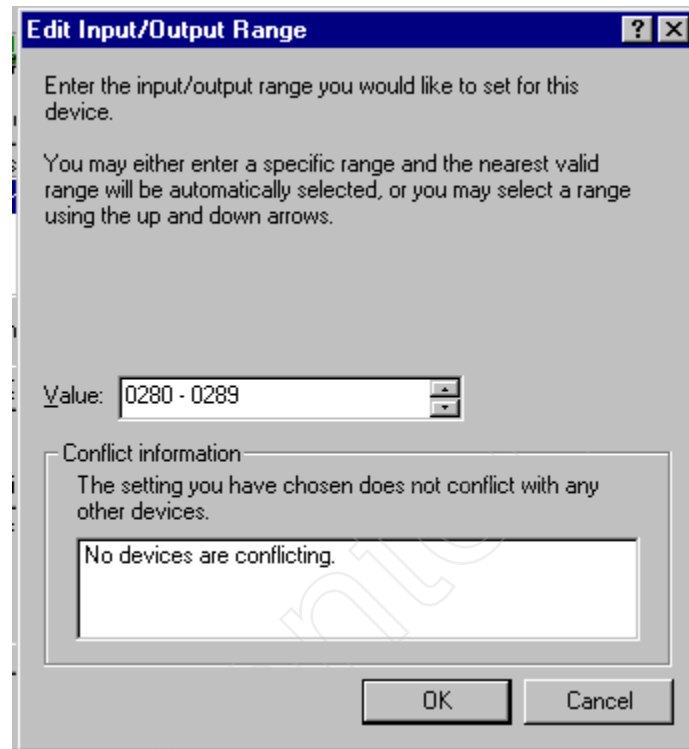 Edit Input/Output Range
Enter the input/output range you would like to set for this
device.
You may either enter a specific range and the nearest valid
range will be automatically selected, or you may select a range
using the up and down arrows.
Value: 0280 - 0289
Conflict information
The setting you have chosen does not conflict with any
other devices.
No devices are conflicting.
OK Cancel